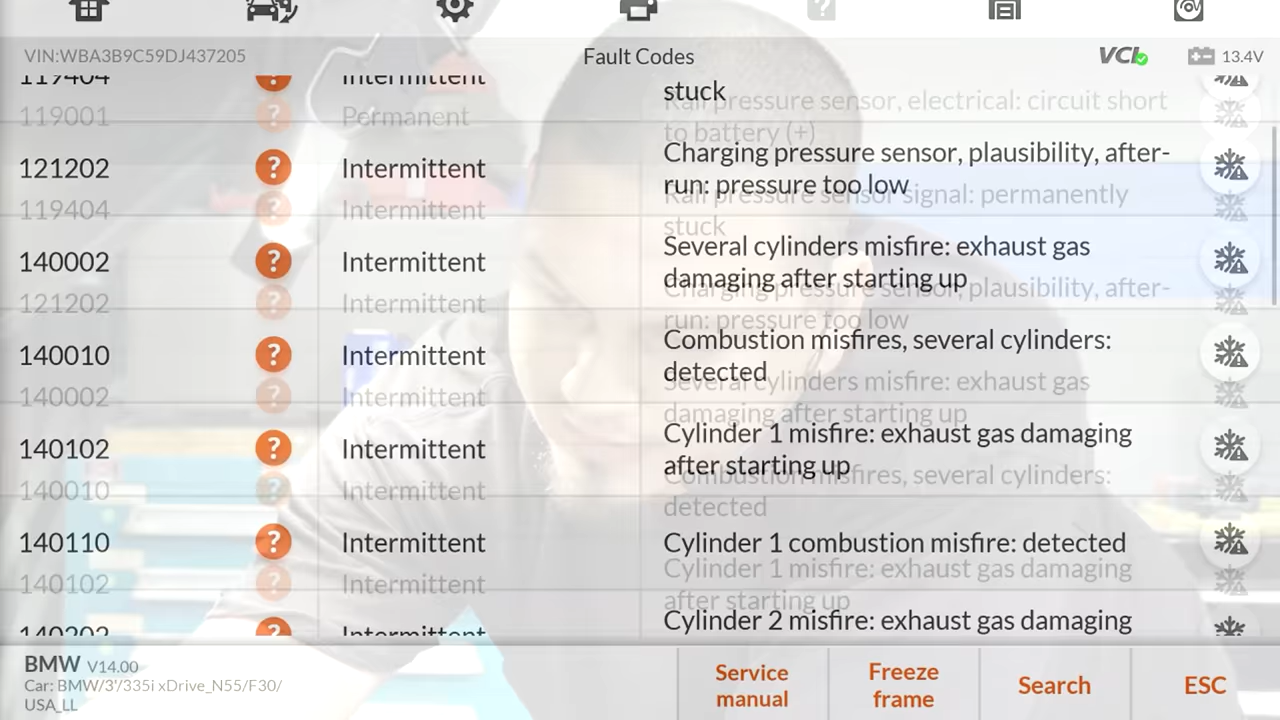 VIN:WBA3B9C59DJ437205
Fault Codes
VCI
13.4V
119404
Intermittent
stuck
119001
Permanent
Rail pressure sensor, electrical: circuit short
to battery (+)
121202
Intermittent
Charging pressure sensor, plausibility, after-
run: pressure too low
119404
Intermittent
Rail pressure sensor signal: permanently
stuck
140002
Intermittent
Several cylinders misfire: exhaust gas
damaging after starting up
121202
Intermittent
Charging pressure sensor, plausibility, after-
run: pressure too low
140010
Intermittent
Combustion misfires, several cylinders:
detected
140002
Intermittent
Several cylinders misfire: exhaust gas
damaging after starting up
140102
Intermittent
Cylinder 1 misfire: exhaust gas damaging
after starting up
140010
Intermittent
Combustion misfires, several cylinders:
detected
140110
Intermittent
Cylinder 1 combustion misfire: detected
140102
Intermittent
Cylinder 1 misfire: exhaust gas damaging
after starting up
140202
Intermittent
Cylinder 2 misfire: exhaust gas damaging
BMW V14.00
Car: BMW/3'/335i xDrive_N55/F30/
USA_LL
Service
manual
Freeze
frame
Search
ESC